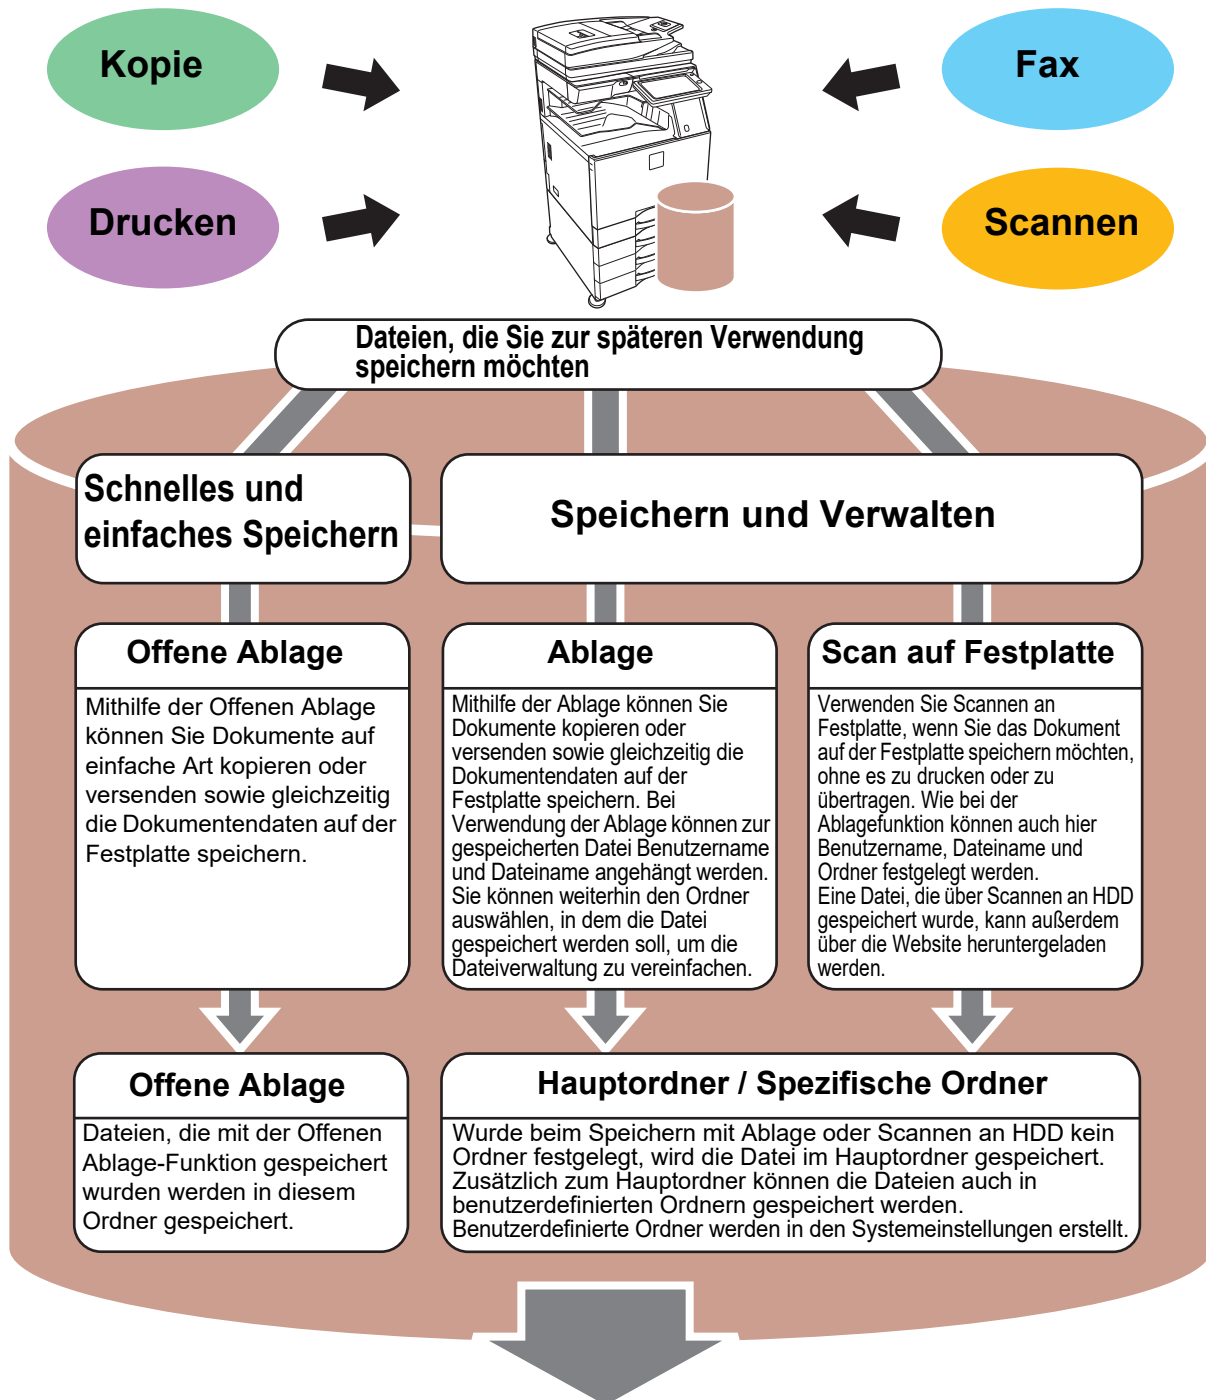 Kopie
Fax
Drucken
Scannen
Dateien, die Sie zur späteren Verwendung
speichern möchten
Schnelles und
einfaches Speichern
Speichern und Verwalten
Offene Ablage
Mithilfe der Offenen Ablage
können Sie Dokumente auf
einfache Art kopieren oder
versenden sowie gleichzeitig
die Dokumentendaten auf der
Festplatte speichern.
Ablage
Mithilfe der Ablage können Sie
Dokumente kopieren oder
versenden sowie gleichzeitig die
Dokumentendaten auf der
Festplatte speichern. Bei
Verwendung der Ablage können zur
gespeicherten Datei Benutzername
und Dateiname angehängt werden.
Sie können weiterhin den Ordner
auswählen, in dem die Datei
gespeichert werden soll, um die
Dateiverwaltung zu vereinfachen.
Scan auf Festplatte
Verwenden Sie Scannen an
Festplatte, wenn Sie das Dokument
auf der Festplatte speichern möchten,
ohne es zu drucken oder zu
übertragen. Wie bei der
Ablagefunktion können auch hier
Benutzername, Dateiname und
Ordner festgelegt werden.
Eine Datei, die über Scannen an HDD
gespeichert wurde, kann außerdem
über die Website heruntergeladen
werden.
Offene Ablage
Dateien, die mit der Offenen
Ablage-Funktion gespeichert
wurden werden in diesem
Ordner gespeichert.
Hauptordner / Spezifische Ordner
Wurde beim Speichern mit Ablage oder Scannen an HDD kein
Ordner festgelegt, wird die Datei im Hauptordner gespeichert.
Zusätzlich zum Hauptordner können die Dateien auch in
benutzerdefinierten Ordnern gespeichert werden.
Benutzerdefinierte Ordner werden in den Systemeinstellungen erstellt.